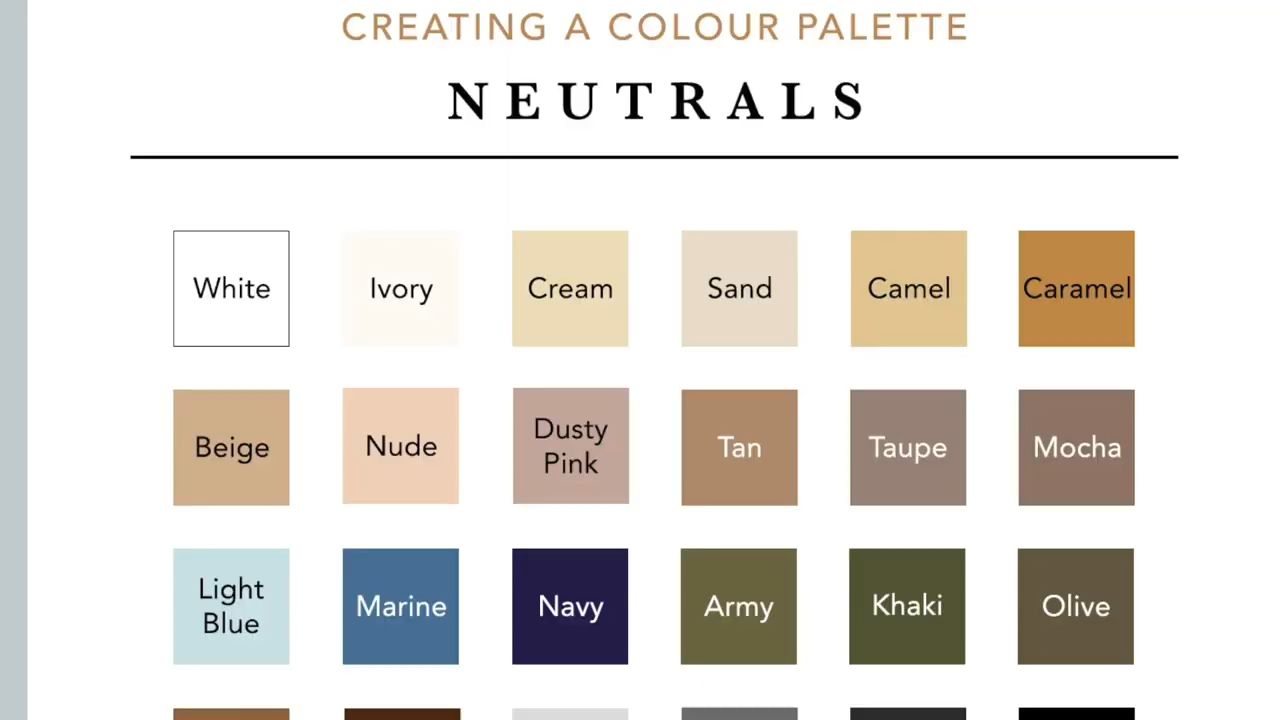 CREATING A COLOUR PALETTE
NEUTRALS
White
Ivory
Cream
Sand
Camel
Caramel
Beige
Nude
Dusty
Pink
Tan
Taupe
Mocha
Light
Blue
Marine
Navy
Army
Khaki
Olive